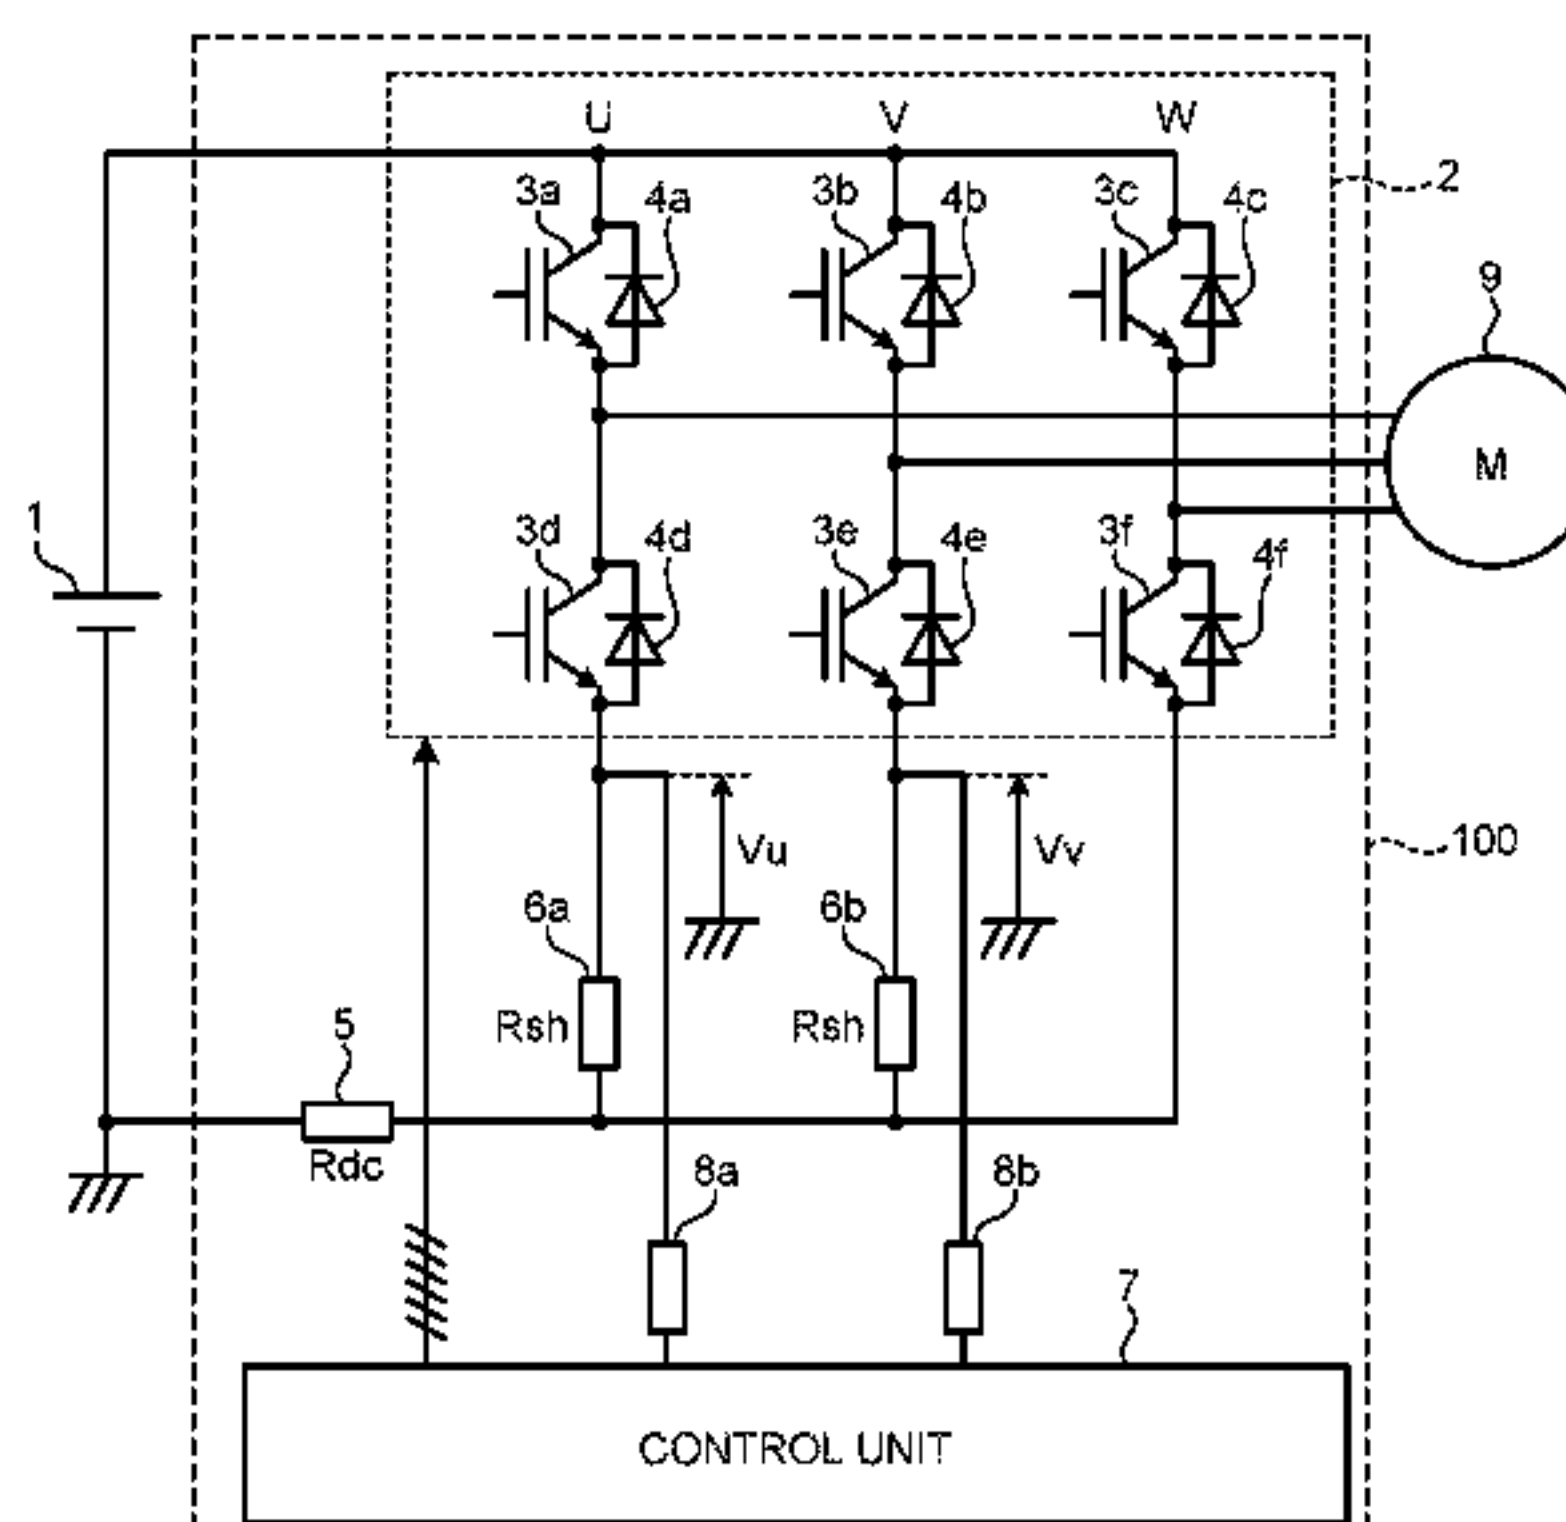 U V W
3a 4a 3b 4b 3c 4c 2
9
M
1 3d 4d 3e 4e 3f 4f
Vu Vv 100
6a 6b
Rsh Rsh
5
Rdc 8a 8b
7
CONTROL UNIT